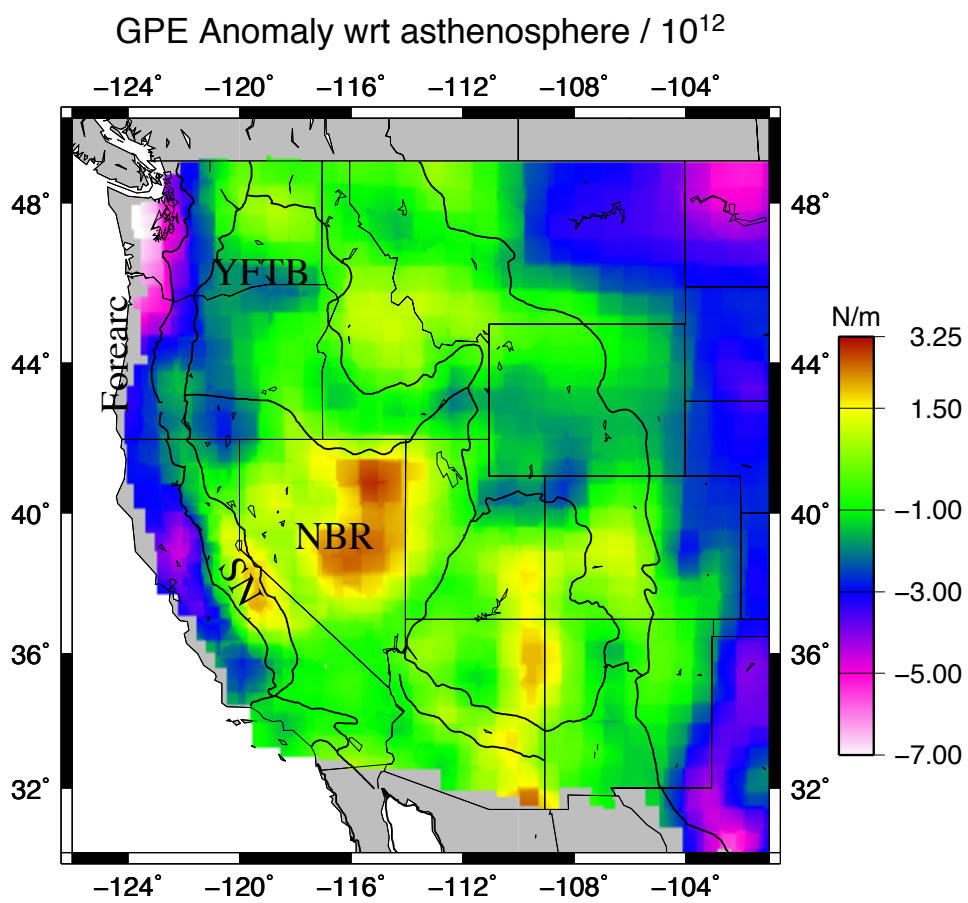 GPE Anomaly wrt asthenosphere / 10¹²
−124° −120° −116° −112° −108° −104°
48° 48°
YFTB
Forearc
N/m
3.25
44° 44°
1.50
40° 40°
−1.00
NBR
SN
−3.00
36° 36°
−5.00
−7.00
32° 32°
−124° −120° −116° −112° −108° −104°